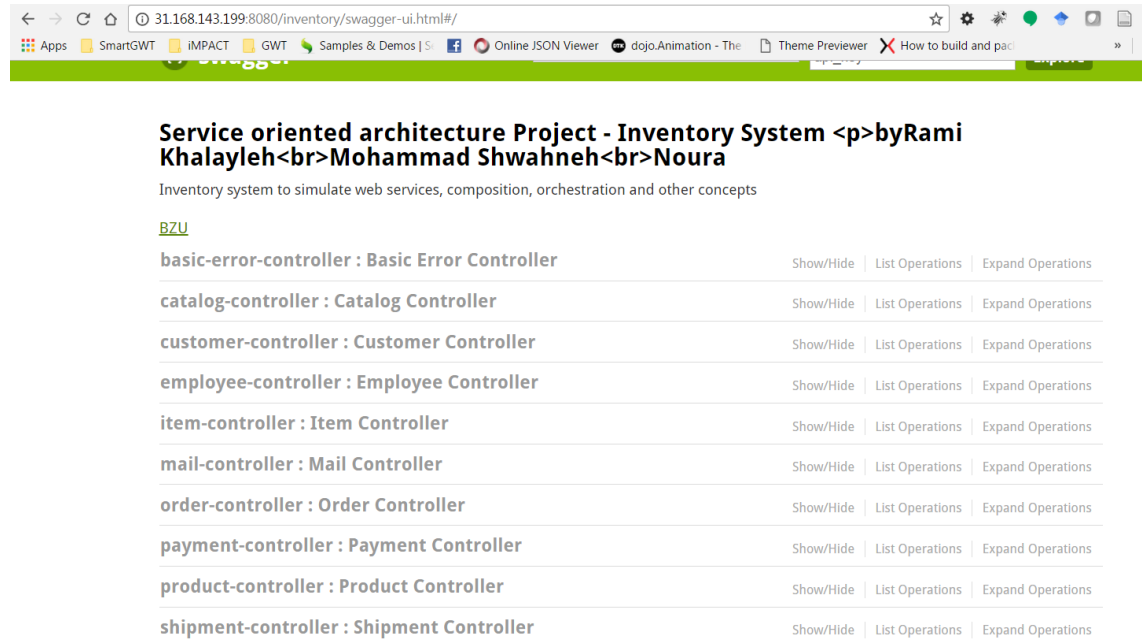 31.168.143.199:8080/inventory/swagger-ui.html#/
Apps SmartGWT iMPACT GWT Samples & Demos | S Online JSON Viewer dojo.Animation - The Theme Previewer How to build and pac »
swagger api_key Explore
Service oriented architecture Project - Inventory System <p>byRami
Khalayleh<br>Mohammad Shwahneh<br>Noura
Inventory system to simulate web services, composition, orchestration and other concepts
BZU
basic-error-controller : Basic Error Controller Show/Hide List Operations Expand Operations
catalog-controller : Catalog Controller Show/Hide List Operations Expand Operations
customer-controller : Customer Controller Show/Hide List Operations Expand Operations
employee-controller : Employee Controller Show/Hide List Operations Expand Operations
item-controller : Item Controller Show/Hide List Operations Expand Operations
mail-controller : Mail Controller Show/Hide List Operations Expand Operations
order-controller : Order Controller Show/Hide List Operations Expand Operations
payment-controller : Payment Controller Show/Hide List Operations Expand Operations
product-controller : Product Controller Show/Hide List Operations Expand Operations
shipment-controller : Shipment Controller Show/Hide List Operations Expand Operations